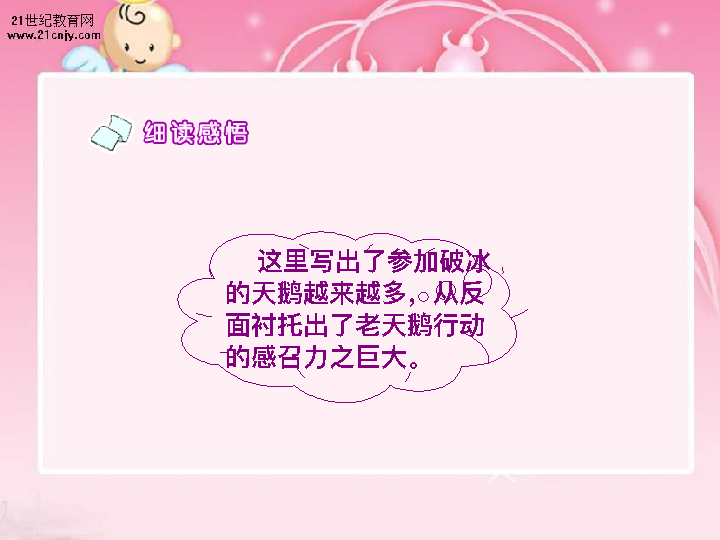 21世纪教育网
www.21cnjy.com
细读感悟
这里写出了参加破冰
的天鹅越来越多,从反
面衬托出了老天鹅行动
的感召力之巨大。